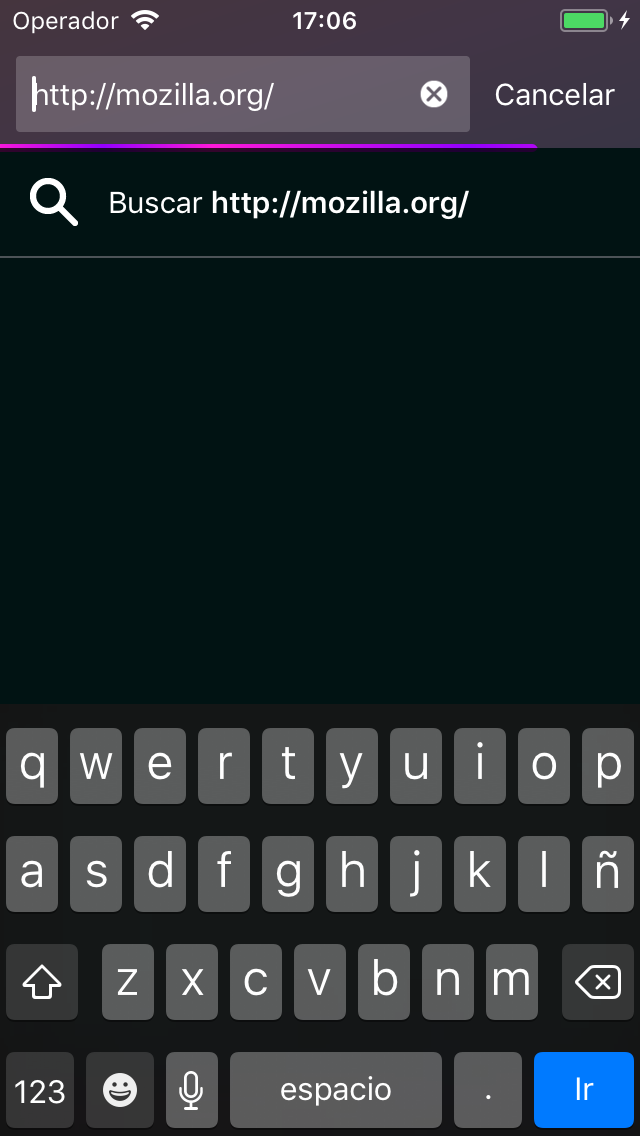 Operador 17:06
http://mozilla.org/ Cancelar
Buscar http://mozilla.org/
q w e r t y u i o p
a s d f g h j k l ñ
z x c v b n m
123 espacio . Ir